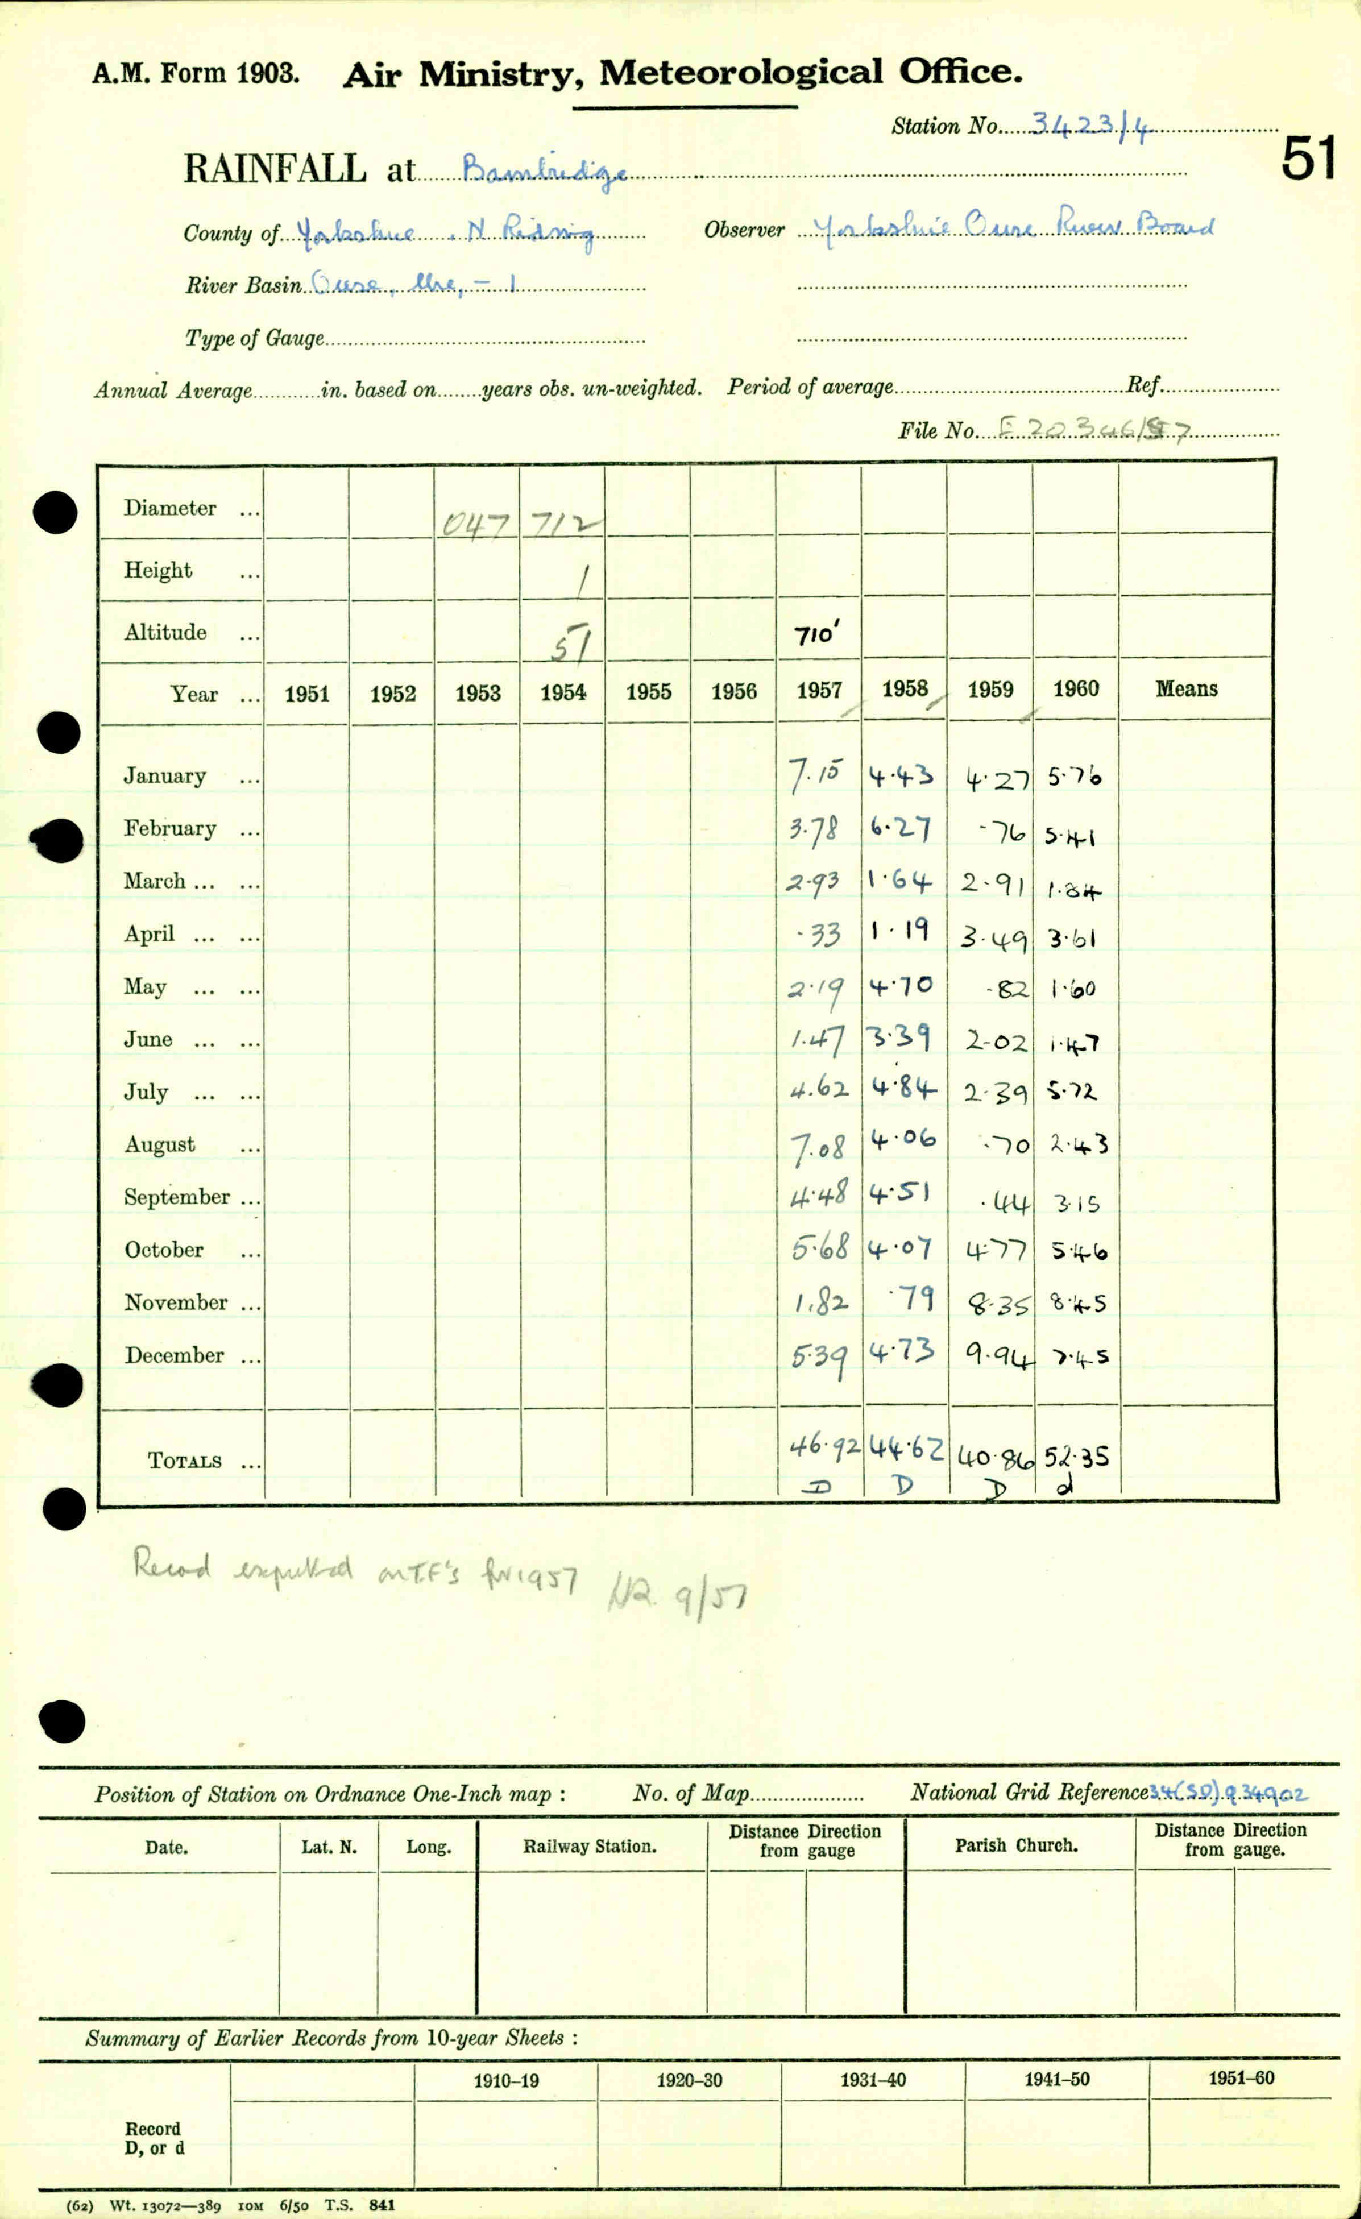 A.M. Form 1903. Air Ministry, Meteorological Office.
Station No. 3423/4
51
RAINFALL at Bainbridge
County of Yorkshire . N Riding Observer Yorkshire Ouse River Board
River Basin Ouse, Ure, - 1
Type of Gauge
Annual Average in. based on years obs. un-weighted. Period of average Ref.
File No. E 20346/57
Diameter ... 047 712
Height ... 1
Altitude ... 51 710'
Year ... 1951 1952 1953 1954 1955 1956 1957 1958 1959 1960 Means
January ... 7.15 4.43 4.27 5.76
February ... 3.78 6.27 .76 5.41
March ... ... 2.93 1.64 2.91 1.84
April ... ... .33 1.19 3.49 3.61
May ... ... 2.19 4.70 .82 1.60
June ... ... 1.47 3.39 2.02 1.47
July ... ... 4.62 4.84 2.39 5.72
August ... 7.08 4.06 .70 2.43
September ... 4.48 4.51 .44 3.15
October ... 5.68 4.07 4.77 5.46
November ... 1.82 .79 8.35 8.45
December ... 5.39 4.73 9.94 7.45
TOTALS ... 46.92 44.62 40.86 52.35
D D D d
Record expected on T.F's for 1957 9/57
Position of Station on Ordnance One-Inch map : No. of Map National Grid Reference 34(SD) 934902
Date. Lat. N. Long. Railway Station. Distance Direction from gauge Parish Church. Distance Direction from gauge.
Summary of Earlier Records from 10-year Sheets :
1910–19 1920–30 1931–40 1941–50 1951–60
Record
D, or d
(62) Wt. 13072—389 10M 6/50 T.S. 841